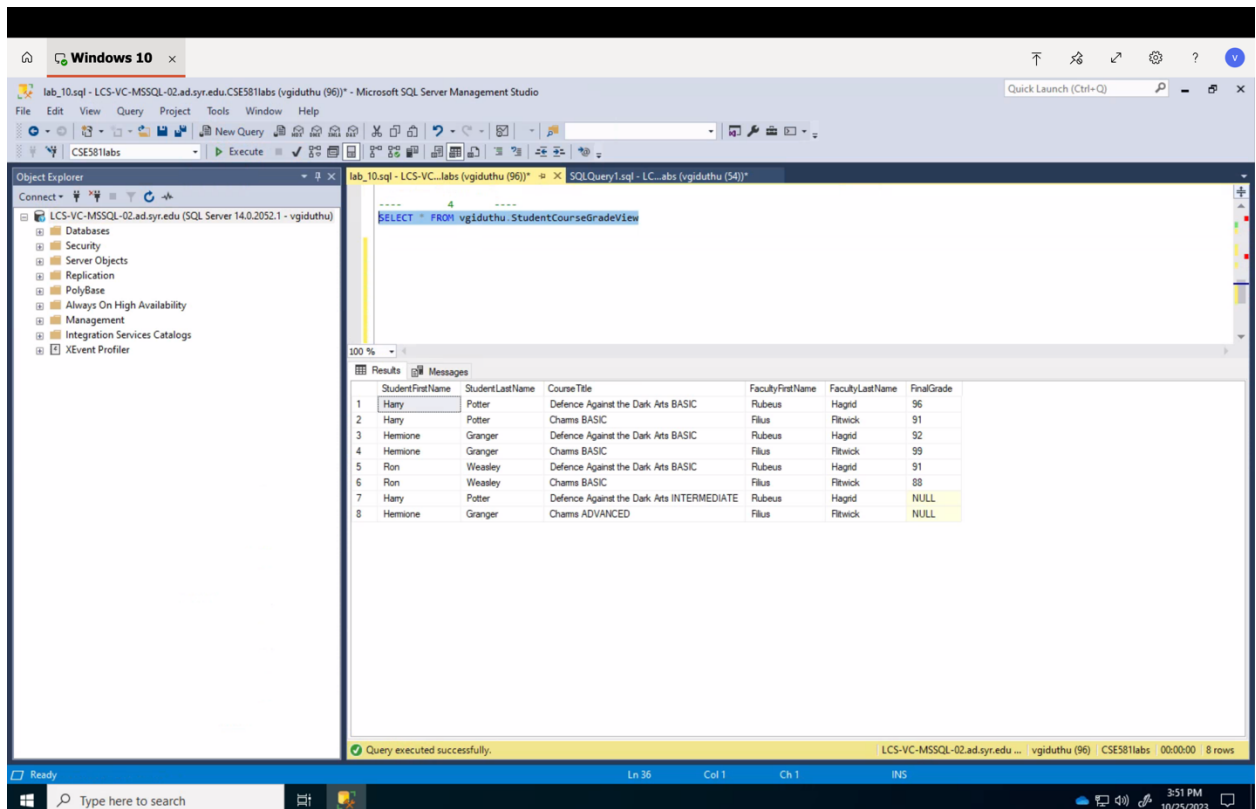 Windows 10 × ? V
lab_10.sql - LCS-VC-MSSQL-02.ad.syr.edu.CSE581labs (vgiduthu (96))* - Microsoft SQL Server Management Studio Quick Launch (Ctrl+Q)
File Edit View Query Project Tools Window Help
New Query
CSE581labs Execute
Object Explorer lab_10.sql - LC​S-VC...labs (vgiduthu (96))* SQLQuery1.sql - LC...abs (vgiduthu (54))*
Connect
LCS-VC-MSSQL-02.ad.syr.edu (SQL Server 14.0.2052.1 - vgiduthu)
Databases
Security
Server Objects
Replication
PolyBase
Always On High Availability
Management
Integration Services Catalogs
XEvent Profiler
---- 4 ----
SELECT * FROM vgiduthu.StudentCourseGradeView
100 %
Results Messages
StudentFirstName StudentLastName CourseTitle FacultyFirstName FacultyLastName FinalGrade
1 Harry Potter Defence Against the Dark Arts BASIC Rubeus Hagrid 96
2 Harry Potter Charms BASIC Filius Flitwick 91
3 Hermione Granger Defence Against the Dark Arts BASIC Rubeus Hagrid 92
4 Hermione Granger Charms BASIC Filius Flitwick 99
5 Ron Weasley Defence Against the Dark Arts BASIC Rubeus Hagrid 91
6 Ron Weasley Charms BASIC Filius Flitwick 88
7 Harry Potter Defence Against the Dark Arts INTERMEDIATE Rubeus Hagrid NULL
8 Hermione Granger Charms ADVANCED Filius Flitwick NULL
Query executed successfully. LCS-VC-MSSQL-02.ad.syr.edu ... vgiduthu (96) CSE581labs 00:00:00 8 rows
Ready Ln 36 Col 1 Ch 1 INS
Type here to search 3:51 PM
10/25/2023